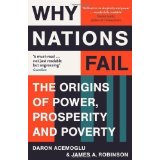 WHY
NATIONS
FAIL
THE ORIGINS
OF POWER,
PROSPERITY
AND POVERTY
DARON ACEMOGLU
& JAMES A. ROBINSON